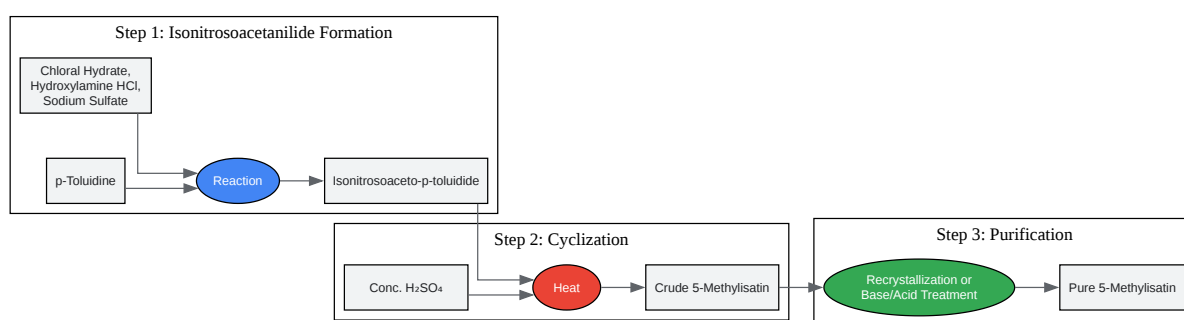 Step 1: Isonitrosoacetanilide Formation
Chloral Hydrate,
Hydroxylamine HCl,
Sodium Sulfate
p-Toluidine
Reaction
Isonitrosoaceto-p-toluidide
Step 2: Cyclization
Conc. H₂SO₄
Heat
Crude 5-Methylisatin
Step 3: Purification
Recrystallization or
Base/Acid Treatment
Pure 5-Methylisatin